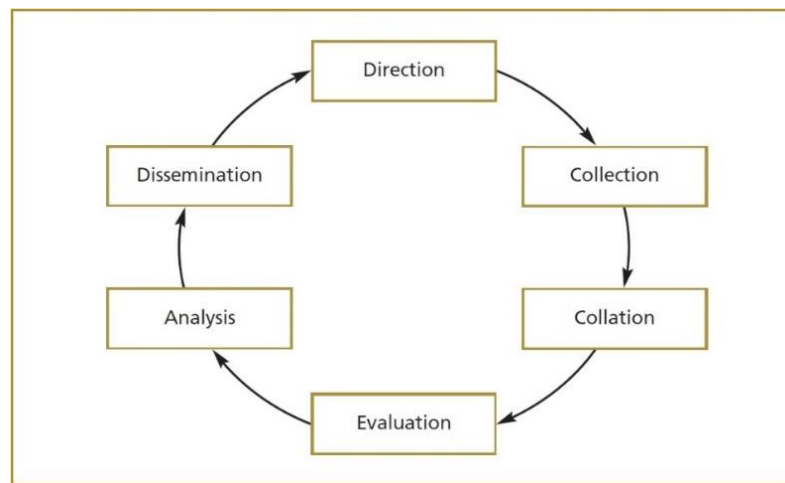 Direction
Collection
Collation
Evaluation
Analysis
Dissemination